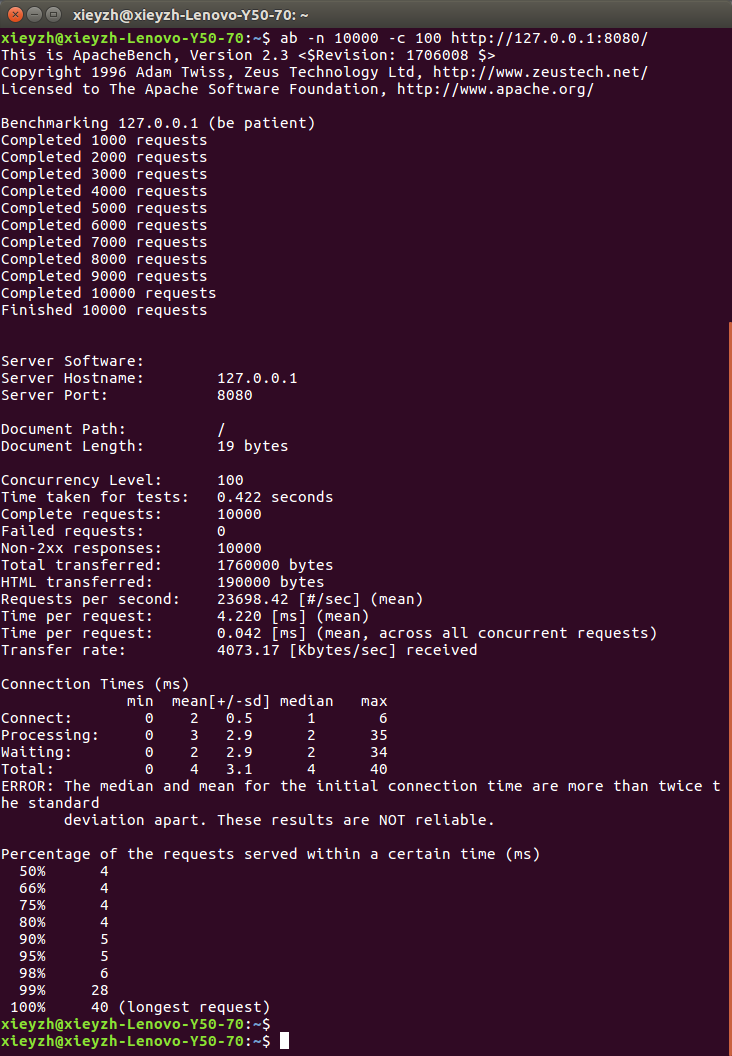 xieyzh@xieyzh-Lenovo-Y50-70: ~
xieyzh@xieyzh-Lenovo-Y50-70:~$ ab -n 10000 -c 100 http://127.0.0.1:8080/
This is ApacheBench, Version 2.3 <$Revision: 1706008 $>
Copyright 1996 Adam Twiss, Zeus Technology Ltd, http://www.zeustech.net/
Licensed to The Apache Software Foundation, http://www.apache.org/

Benchmarking 127.0.0.1 (be patient)
Completed 1000 requests
Completed 2000 requests
Completed 3000 requests
Completed 4000 requests
Completed 5000 requests
Completed 6000 requests
Completed 7000 requests
Completed 8000 requests
Completed 9000 requests
Completed 10000 requests
Finished 10000 requests


Server Software:
Server Hostname:        127.0.0.1
Server Port:            8080

Document Path:          /
Document Length:        19 bytes

Concurrency Level:      100
Time taken for tests:   0.422 seconds
Complete requests:      10000
Failed requests:        0
Non-2xx responses:      10000
Total transferred:      1760000 bytes
HTML transferred:       190000 bytes
Requests per second:    23698.42 [#/sec] (mean)
Time per request:       4.220 [ms] (mean)
Time per request:       0.042 [ms] (mean, across all concurrent requests)
Transfer rate:          4073.17 [Kbytes/sec] received

Connection Times (ms)
              min  mean[+/-sd] median   max
Connect:        0    2   0.5      1       6
Processing:     0    3   2.9      2      35
Waiting:        0    2   2.9      2      34
Total:          0    4   3.1      4      40
ERROR: The median and mean for the initial connection time are more than twice t
he standard
       deviation apart. These results are NOT reliable.

Percentage of the requests served within a certain time (ms)
  50%      4
  66%      4
  75%      4
  80%      4
  90%      5
  95%      5
  98%      6
  99%     28
 100%     40 (longest request)
xieyzh@xieyzh-Lenovo-Y50-70:~$
xieyzh@xieyzh-Lenovo-Y50-70:~$